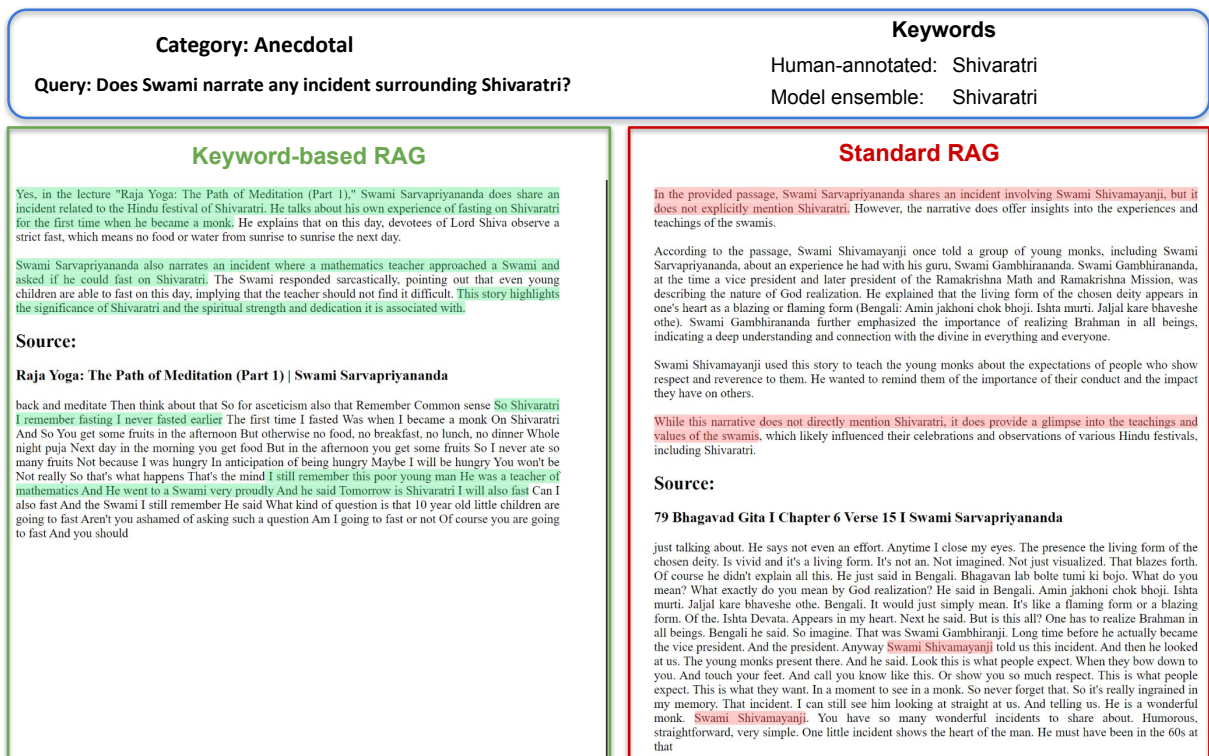 Category: Anecdotal
Query: Does Swami narrate any incident surrounding Shivaratri?
Keywords
Human-annotated: Shivaratri
Model ensemble: Shivaratri
Keyword-based RAG
Yes, in the lecture "Raja Yoga: The Path of Meditation (Part 1)," Swami Sarvapriyananda does share an
incident related to the Hindu festival of Shivaratri. He talks about his own experience of fasting on Shivaratri
for the first time when he became a monk. He explains that on this day, devotees of Lord Shiva observe a
strict fast, which means no food or water from sunrise to sunrise the next day.
Swami Sarvapriyananda also narrates an incident where a mathematics teacher approached a Swami and
asked if he could fast on Shivaratri. The Swami responded sarcastically, pointing out that even young
children are able to fast on this day, implying that the teacher should not find it difficult. This story highlights
the significance of Shivaratri and the spiritual strength and dedication it is associated with.
Source:
Raja Yoga: The Path of Meditation (Part 1) | Swami Sarvapriyananda
back and meditate Then think about that So for asceticism also that Remember Common sense So Shivaratri
I remember fasting I never fasted earlier The first time I fasted Was when I became a monk On Shivaratri
And So You get some fruits in the afternoon But otherwise no food, no breakfast, no lunch, no dinner Whole
night puja Next day in the morning you get food But in the afternoon you get some fruits So I never ate so
many fruits Not because I was hungry In anticipation of being hungry Maybe I will be hungry You won't be
Not really So that's what happens That's the mind I still remember this poor young man He was a teacher of
mathematics And He went to a Swami very proudly And he said Tomorrow is Shivaratri I will also fast Can I
also fast And the Swami I still remember He said What kind of question is that 10 year old little children are
going to fast Aren't you ashamed of asking such a question Am I going to fast or not Of course you are going
to fast And you should
Standard RAG
In the provided passage, Swami Sarvapriyananda shares an incident involving Swami Shivamayanji, but it
does not explicitly mention Shivaratri. However, the narrative does offer insights into the experiences and
teachings of the swamis.
According to the passage, Swami Shivamayanji once told a group of young monks, including Swami
Sarvapriyananda, about an experience he had with his guru, Swami Gambhirananda. Swami Gambhirananda,
at the time a vice president and later president of the Ramakrishna Math and Ramakrishna Mission, was
describing the nature of God realization. He explained that the living form of the chosen deity appears in
one's heart as a blazing or flaming form (Bengali: Amin jakhoni chok bhoji. Ishta murti. Jaljal kare bhaveshe
othe). Swami Gambhirananda further emphasized the importance of realizing Brahman in all beings,
indicating a deep understanding and connection with the divine in everything and everyone.
Swami Shivamayanji used this story to teach the young monks about the expectations of people who show
respect and reverence to them. He wanted to remind them of the importance of their conduct and the impact
they have on others.
While this narrative does not directly mention Shivaratri, it does provide a glimpse into the teachings and
values of the swamis, which likely influenced their celebrations and observations of various Hindu festivals,
including Shivaratri.
Source:
79 Bhagavad Gita I Chapter 6 Verse 15 I Swami Sarvapriyananda
just talking about. He says not even an effort. Anytime I close my eyes. The presence the living form of the
chosen deity. Is vivid and it's a living form. It's not an. Not imagined. Not just visualized. That blazes forth.
Of course he didn't explain all this. He just said in Bengali. Bhagavan lab bolte tumi ki bojo. What do you
mean? What exactly do you mean by God realization? He said in Bengali. Amin jakhoni chok bhoji. Ishta
murti. Jaljal kare bhaveshe othe. Bengali. It would just simply mean. It's like a flaming form or a blazing
form. Of the. Ishta Devata. Appears in my heart. Next he said. But is this all? One has to realize Brahman in
all beings. Bengali he said. So imagine. That was Swami Gambhiranji. Long time before he actually became
the vice president. And the president. Anyway Swami Shivamayanji told us this incident. And then he looked
at us. The young monks present there. And he said. Look this is what people expect. When they bow down to
you. And touch your feet. And call you know like this. Or show you so much respect. This is what people
expect. This is what they want. In a moment to see in a monk. So never forget that. So it's really ingrained in
my memory. That incident. I can still see him looking at straight at us. And telling us. He is a wonderful
monk. Swami Shivamayanji. You have so many wonderful incidents to share about. Humorous,
straightforward, very simple. One little incident shows the heart of the man. He must have been in the 60s at
that